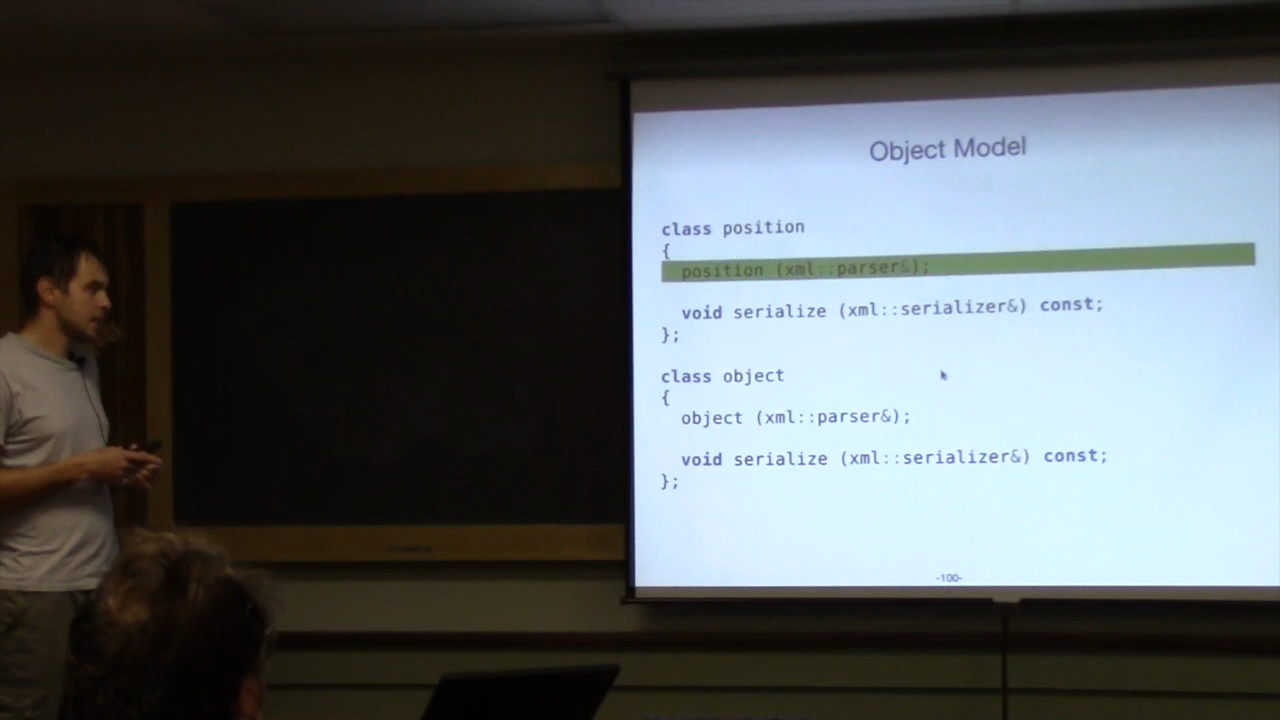 Object Model
class position
{
position (xml::parser&);
void serialize (xml::serializer&) const;
};
class object
{
object (xml::parser&);
void serialize (xml::serializer&) const;
};
-100-